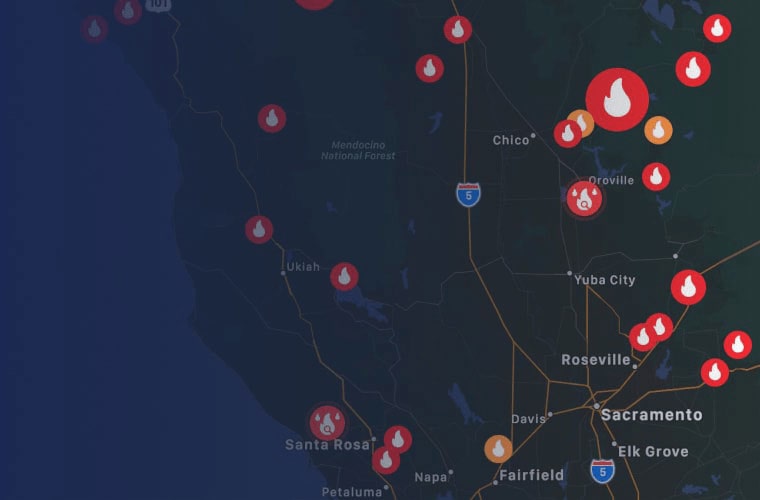 101
Mendocino
National Forest
Chico
Oroville
5
Ukiah
Yuba City
Roseville
Sacramento
Davis
Santa Rosa
Elk Grove
Napa
Fairfield
5
Petaluma